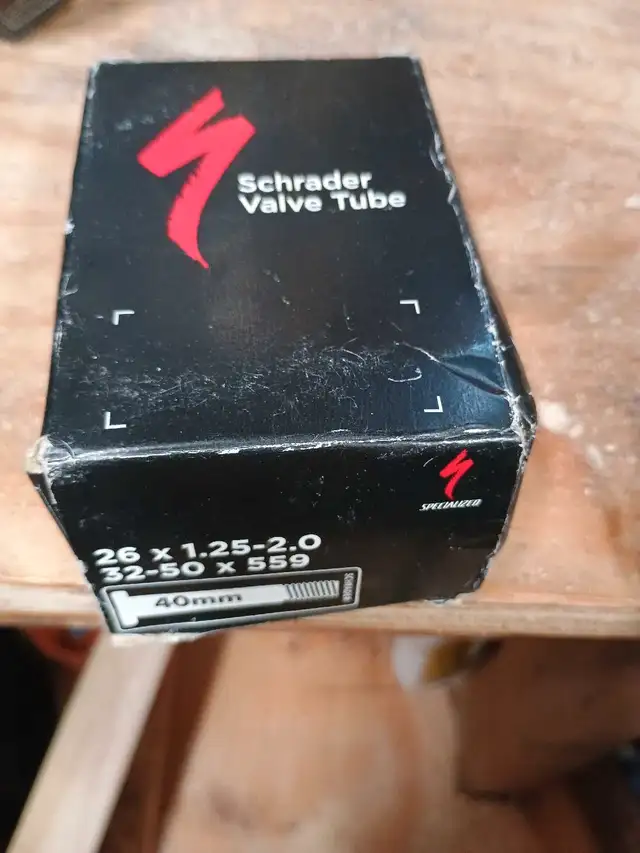 Schrader
Valve Tube
SPECIALIZED
26 x 1.25-2.0
32-50 x 559
40mm